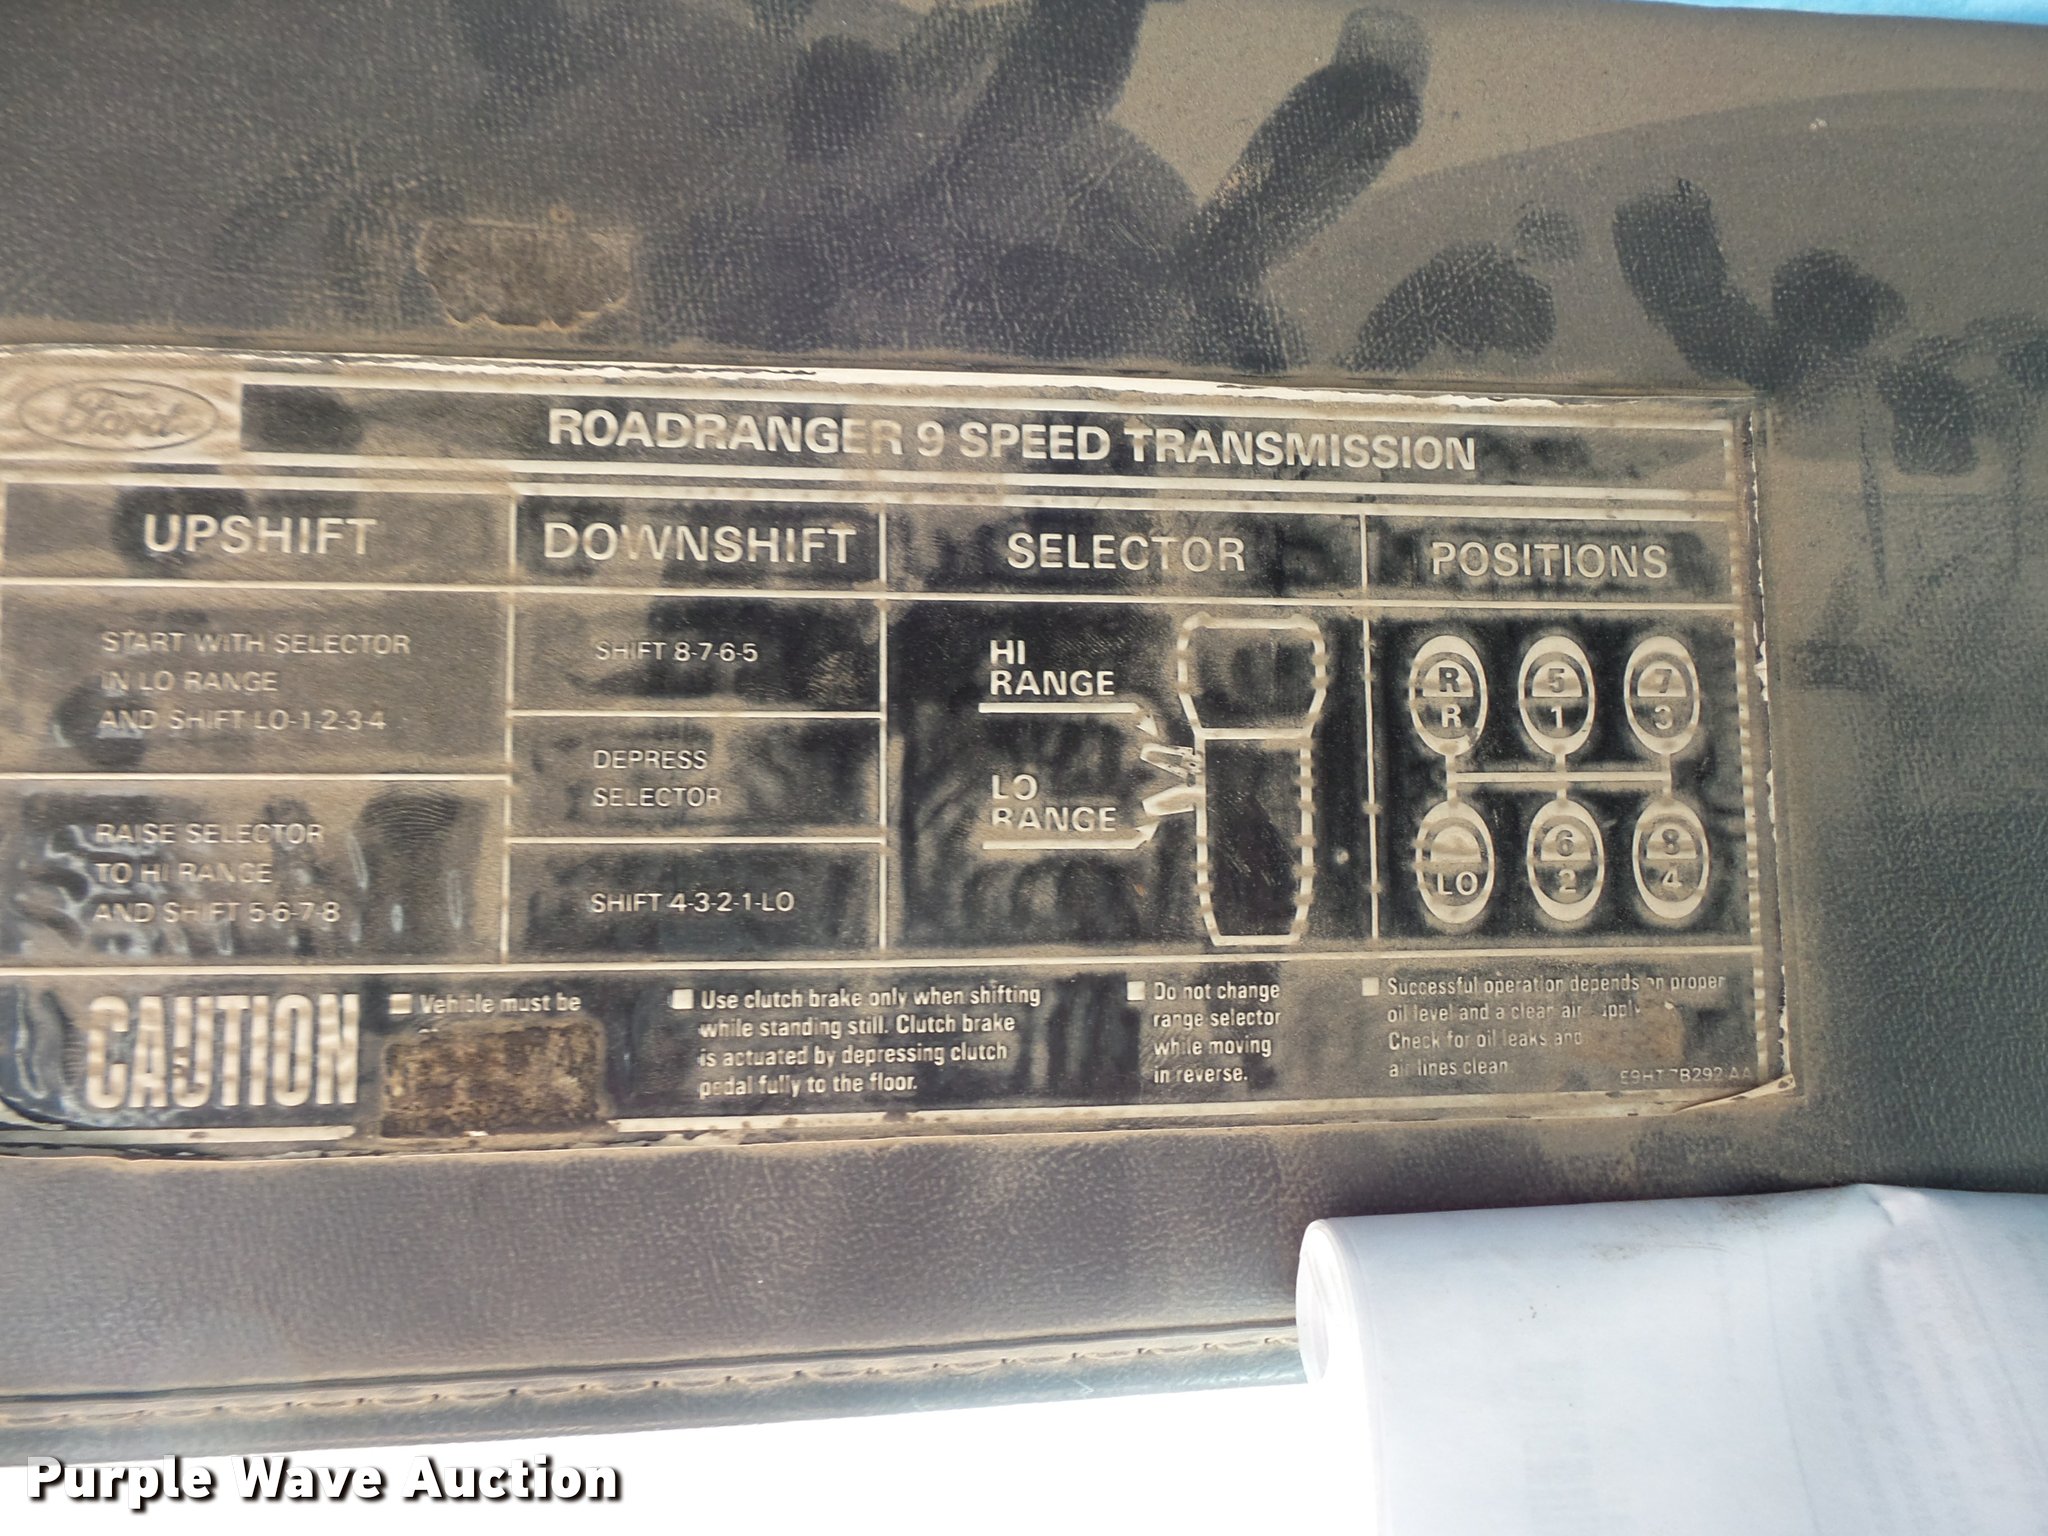 Ford
ROADRANGER 9 SPEED TRANSMISSION
UPSHIFT
START WITH SELECTOR
IN LO RANGE
AND SHIFT LO-1-2-3-4
RAISE SELECTOR
TO HI RANGE
AND SHIFT 5-6-7-8
DOWNSHIFT
SHIFT 8-7-6-5
DEPRESS
SELECTOR
SHIFT 4-3-2-1-LO
SELECTOR
HI
RANGE
LO
RANGE
POSITIONS
R 5 7
R 1 3
6 8
LO 2 4
CAUTION
Vehicle must be
Use clutch brake only when shifting
while standing still. Clutch brake
is actuated by depressing clutch
pedal fully to the floor.
Do not change
range selector
while moving
in reverse.
Successful operation depends on proper
oil level and a clean air supply
Check for oil leaks and
air lines clean.
E9HT 7B292 AA
Purple Wave Auction